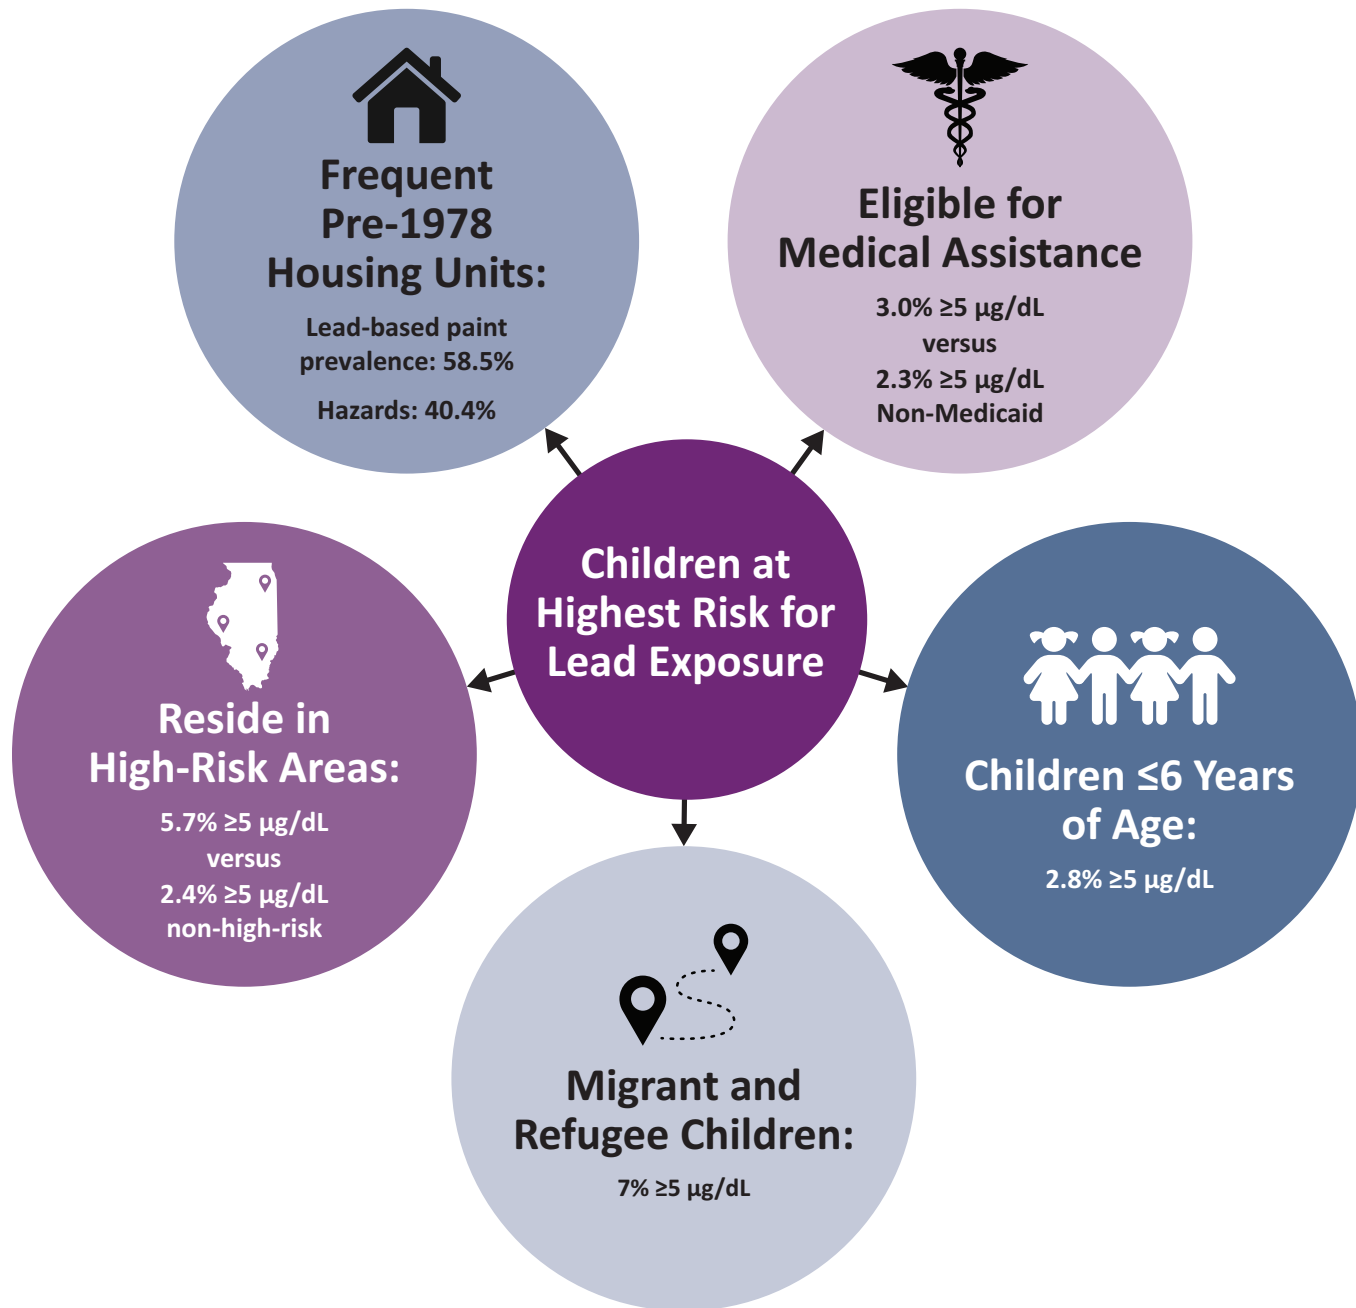 Frequent
Pre-1978
Housing Units:
Lead-based paint
prevalence: 58.5%
Hazards: 40.4%
Eligible for
Medical Assistance
3.0% ≥5 µg/dL
versus
2.3% ≥5 µg/dL
Non-Medicaid
Children at
Highest Risk for
Lead Exposure
Reside in
High-Risk Areas:
5.7% ≥5 µg/dL
versus
2.4% ≥5 µg/dL
non-high-risk
Children ≤6 Years
of Age:
2.8% ≥5 µg/dL
Migrant and
Refugee Children:
7% ≥5 µg/dL